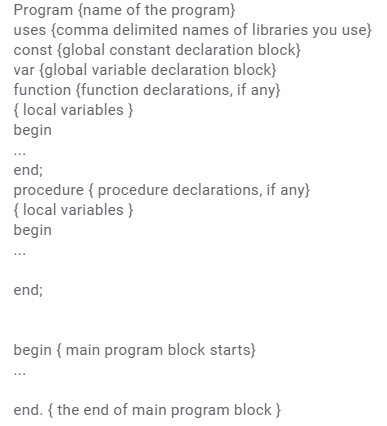 Program {name of the program}
uses {comma delimited names of libraries you use}
const {global constant declaration block}
var {global variable declaration block}
function {function declarations, if any}
{ local variables }
begin
...
end;
procedure { procedure declarations, if any}
{ local variables }
begin
...
end;
begin { main program block starts}
...
end. { the end of main program block }